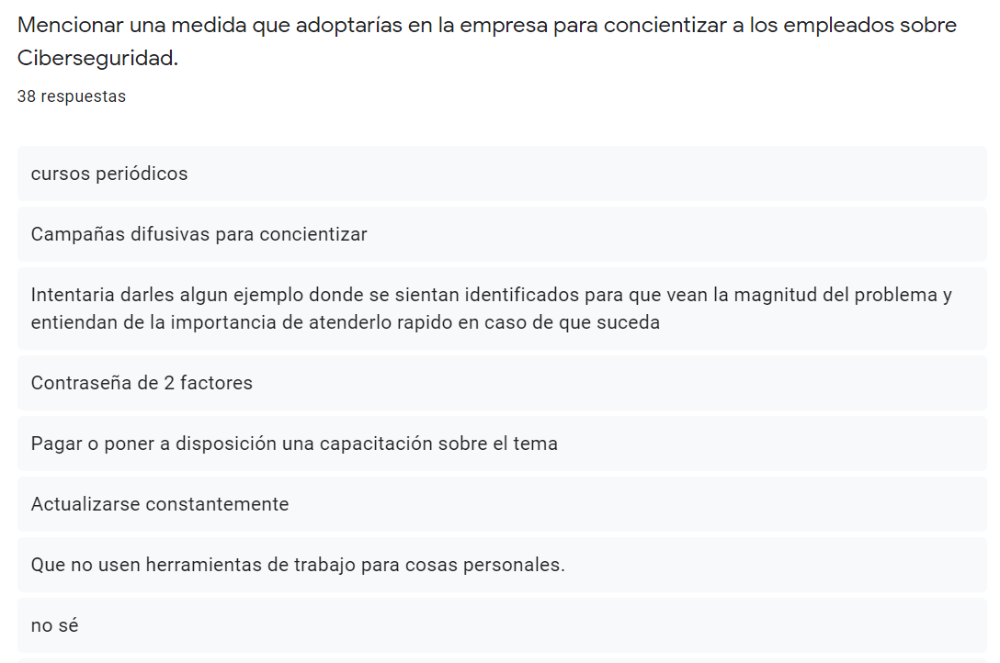 Mencionar una medida que adoptarías en la empresa para concientizar a los empleados sobre
Ciberseguridad.
38 respuestas
cursos periódicos
Campañas difusivas para concientizar
Intentaria darles algun ejemplo donde se sientan identificados para que vean la magnitud del problema y
entiendan de la importancia de atenderlo rapido en caso de que suceda
Contraseña de 2 factores
Pagar o poner a disposición una capacitación sobre el tema
Actualizarse constantemente
Que no usen herramientas de trabajo para cosas personales.
no sé